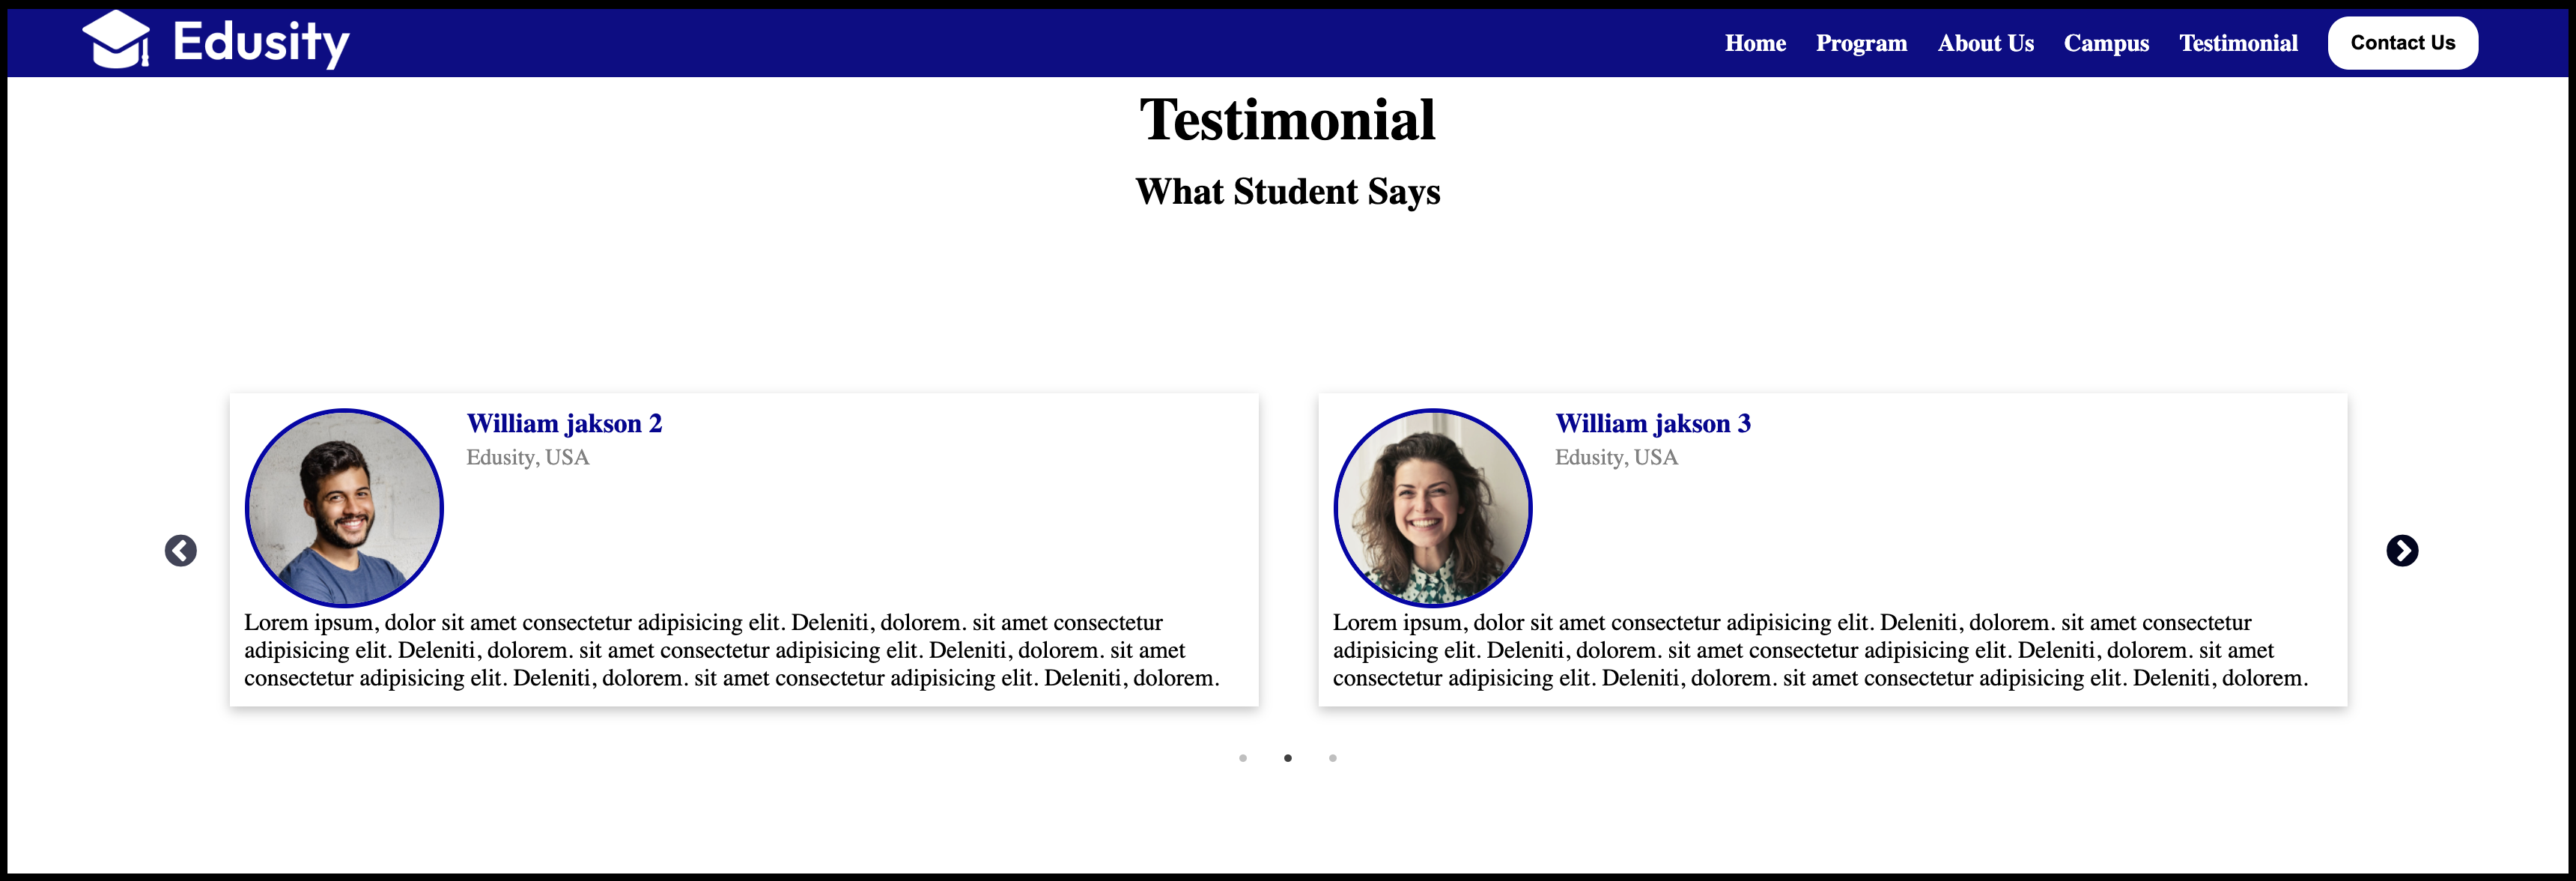 Edusity
Home Program About Us Campus Testimonial Contact Us
Testimonial
What Student Says
William jakson 2
Edusity, USA
Lorem ipsum, dolor sit amet consectetur adipisicing elit. Deleniti, dolorem. sit amet consectetur
adipisicing elit. Deleniti, dolorem. sit amet consectetur adipisicing elit. Deleniti, dolorem. sit amet
consectetur adipisicing elit. Deleniti, dolorem. sit amet consectetur adipisicing elit. Deleniti, dolorem.
William jakson 3
Edusity, USA
Lorem ipsum, dolor sit amet consectetur adipisicing elit. Deleniti, dolorem. sit amet consectetur
adipisicing elit. Deleniti, dolorem. sit amet consectetur adipisicing elit. Deleniti, dolorem. sit amet
consectetur adipisicing elit. Deleniti, dolorem. sit amet consectetur adipisicing elit. Deleniti, dolorem.